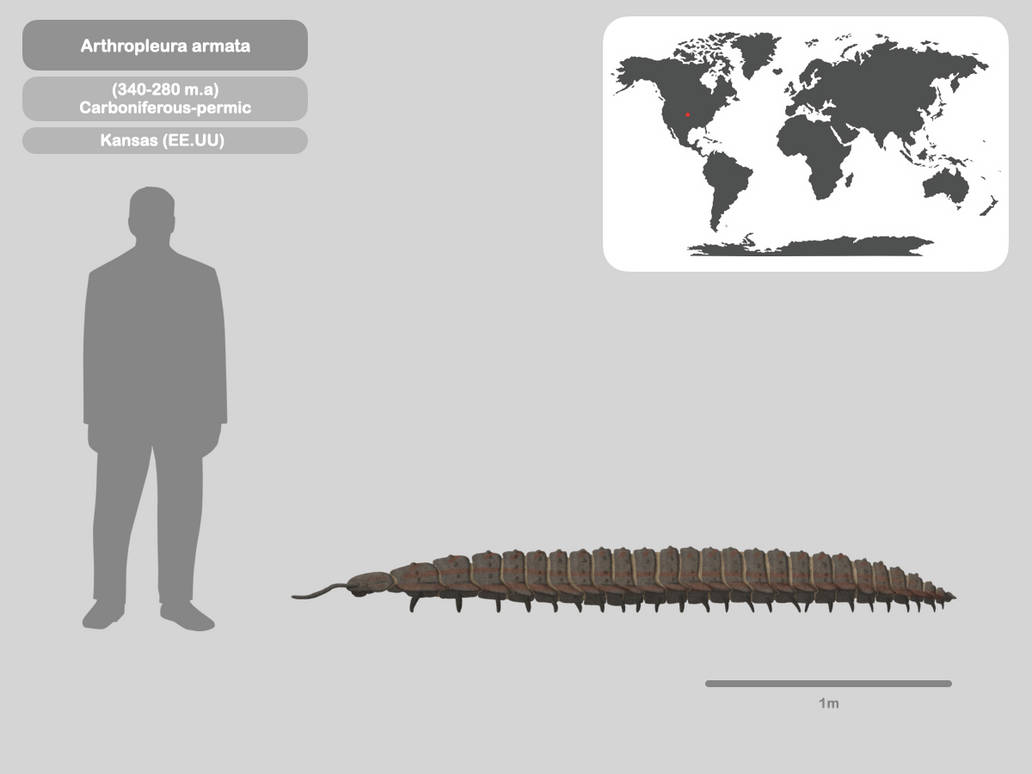 Arthropleura armata
(340-280 m.a)
Carboniferous-permic
Kansas (EE.UU)
1m